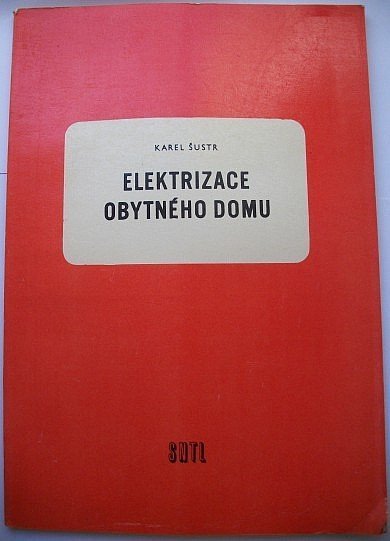 KAREL ŠUSTR
ELEKTRIZACE
OBYTNÉHO DOMU
SNTL